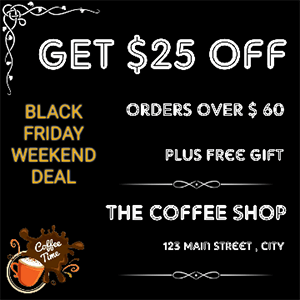 GET $25 OFF
ORDERS OVER $ 60
PLUS FREE GIFT
BLACK
FRIDAY
WEEKEND
DEAL
THE COFFEE SHOP
123 MAIN STREET , CITY
Coffee
Time